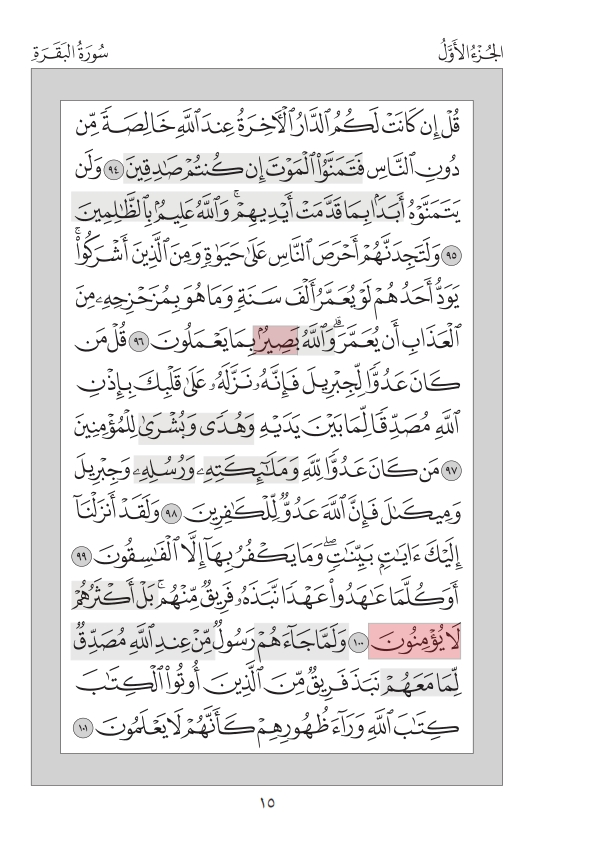 الجُزْءُ الأَوَّلُ
سُورَةُ البَقَرَةِ
قُلۡ إِن كَانَتۡ لَكُمُ ٱلدَّارُ ٱلۡأٓخِرَةُ عِندَ ٱللَّهِ خَالِصَةٗ مِّن
دُونِ ٱلنَّاسِ فَتَمَنَّوُاْ ٱلۡمَوۡتَ إِن كُنتُمۡ صَٰدِقِينَ ٩٤ وَلَن
يَتَمَنَّوۡهُ أَبَدَۢا بِمَا قَدَّمَتۡ أَيۡدِيهِمۡۚ وَٱللَّهُ عَلِيمُۢ بِٱلظَّٰلِمِينَ
٩٥ وَلَتَجِدَنَّهُمۡ أَحۡرَصَ ٱلنَّاسِ عَلَىٰ حَيَوٰةٖ وَمِنَ ٱلَّذِينَ أَشۡرَكُواْۚ
يَوَدُّ أَحَدُهُمۡ لَوۡ يُعَمَّرُ أَلۡفَ سَنَةٖ وَمَا هُوَ بِمُزَحۡزِحِهِۦ مِنَ
ٱلۡعَذَابِ أَن يُعَمَّرَۗ وَٱللَّهُ بَصِيرُۢ بِمَا يَعۡمَلُونَ ٩٦ قُلۡ مَن
كَانَ عَدُوّٗا لِّجِبۡرِيلَ فَإِنَّهُۥ نَزَّلَهُۥ عَلَىٰ قَلۡبِكَ بِإِذۡنِ
ٱللَّهِ مُصَدِّقٗا لِّمَا بَيۡنَ يَدَيۡهِ وَهُدٗى وَبُشۡرَىٰ لِلۡمُؤۡمِنِينَ
٩٧ مَن كَانَ عَدُوّٗا لِّلَّهِ وَمَلَٰٓئِكَتِهِۦ وَرُسُلِهِۦ وَجِبۡرِيلَ
وَمِيكَىٰلَ فَإِنَّ ٱللَّهَ عَدُوّٞ لِّلۡكَٰفِرِينَ ٩٨ وَلَقَدۡ أَنزَلۡنَآ
إِلَيۡكَ ءَايَٰتِۭ بَيِّنَٰتٖۖ وَمَا يَكۡفُرُ بِهَآ إِلَّا ٱلۡفَٰسِقُونَ ٩٩
أَوَكُلَّمَا عَٰهَدُواْ عَهۡدٗا نَّبَذَهُۥ فَرِيقٞ مِّنۡهُمۚ بَلۡ أَكۡثَرُهُمۡ
لَا يُؤۡمِنُونَ ١٠٠ وَلَمَّا جَآءَهُمۡ رَسُولٞ مِّنۡ عِندِ ٱللَّهِ مُصَدِّقٞ
لِّمَا مَعَهُمۡ نَبَذَ فَرِيقٞ مِّنَ ٱلَّذِينَ أُوتُواْ ٱلۡكِتَٰبَ
كِتَٰبَ ٱللَّهِ وَرَآءَ ظُهُورِهِمۡ كَأَنَّهُمۡ لَا يَعۡلَمُونَ ١٠١
١٥